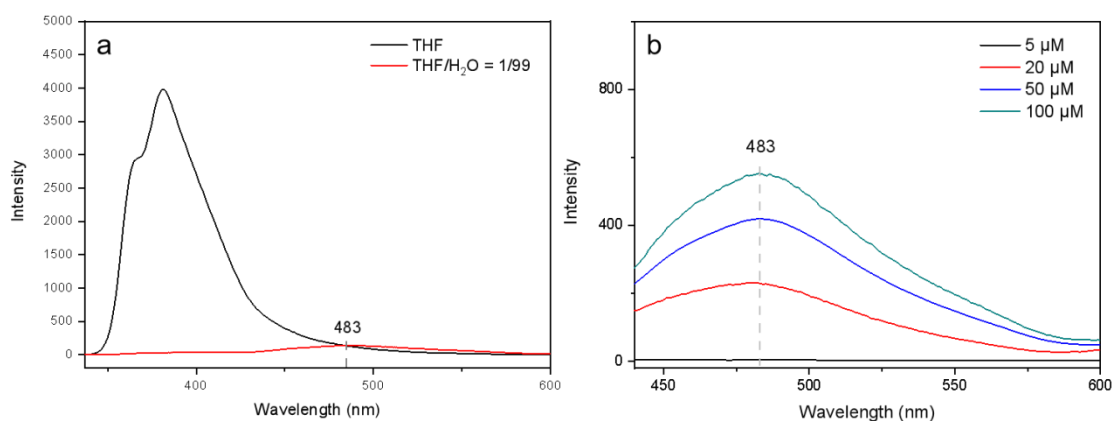 a
THF
THF/H₂O = 1/99
5000
4500
4000
3500
3000
2500
2000
1500
1000
500
0
Intensity
483
400
500
600
Wavelength (nm)
b
5 μM
20 μM
50 μM
100 μM
800
400
0
Intensity
483
450
500
550
600
Wavelength (nm)